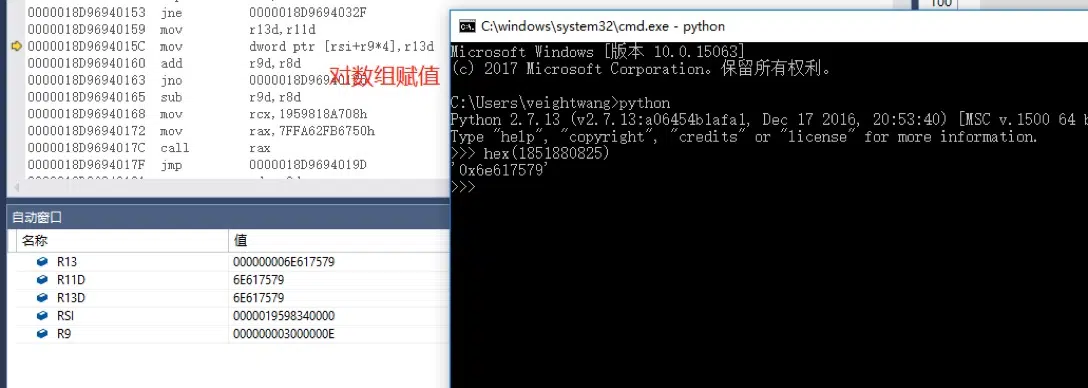 0000018D96940153 jne 0000018D9694032F
0000018D96940159 mov r13d,r11d
0000018D9694015C mov dword ptr [rsi+r9*4],r13d
0000018D96940160 add r9d,r8d
0000018D96940163 jno
0000018D96940165 sub r9d,r8d
0000018D96940168 mov rcx,1959818A708h
0000018D96940172 mov rax,7FFA62FB6750h
0000018D9694017C call rax
0000018D9694017F jmp 0000018D9694019D
对数组赋值
自动窗口
名称 值
R13 000000006E617579
R11D 6E617579
R13D 6E617579
RSI 0000019598340000
R9 000000003000000E
100
C:\windows\system32\cmd.exe - python
Microsoft Windows [版本 10.0.15063]
(c) 2017 Microsoft Corporation。保留所有权利。
C:\Users\veightwang>python
Python 2.7.13 (v2.7.13:a06454b1afa1, Dec 17 2016, 20:53:40) [MSC v.1500 64 b
Type "help", "copyright", "credits" or "license" for more information.
>>> hex(1851880825)
'0x6e617579'
>>>